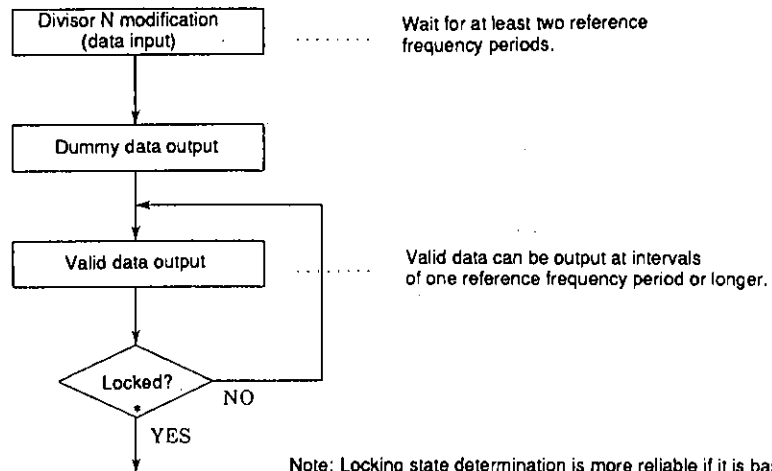 Divisor N modification
(data input)
. . . . . . .
Wait for at least two reference
frequency periods.
Dummy data output
Valid data output
. . . . . . .
Valid data can be output at intervals
of one reference frequency period or longer.
Locked?
*
NO
YES
Note: Locking state determination is more reliable if it is